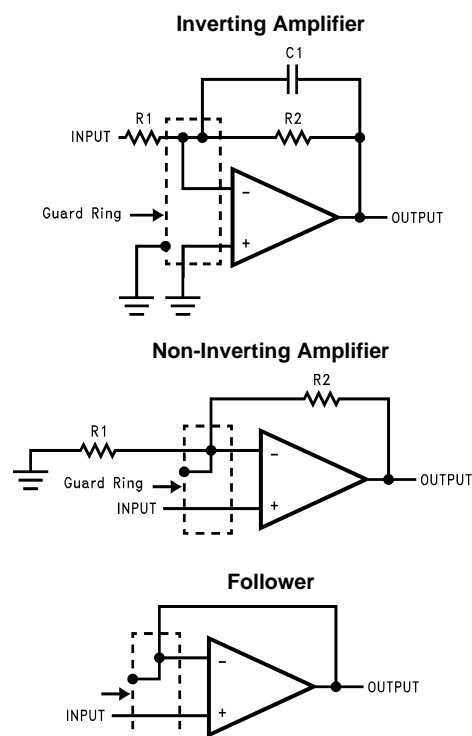 Inverting Amplifier
C1
R1
R2
INPUT
−
Guard Ring
OUTPUT
+
Non-Inverting Amplifier
R2
R1
−
Guard Ring
OUTPUT
INPUT
+
Follower
−
OUTPUT
INPUT
+